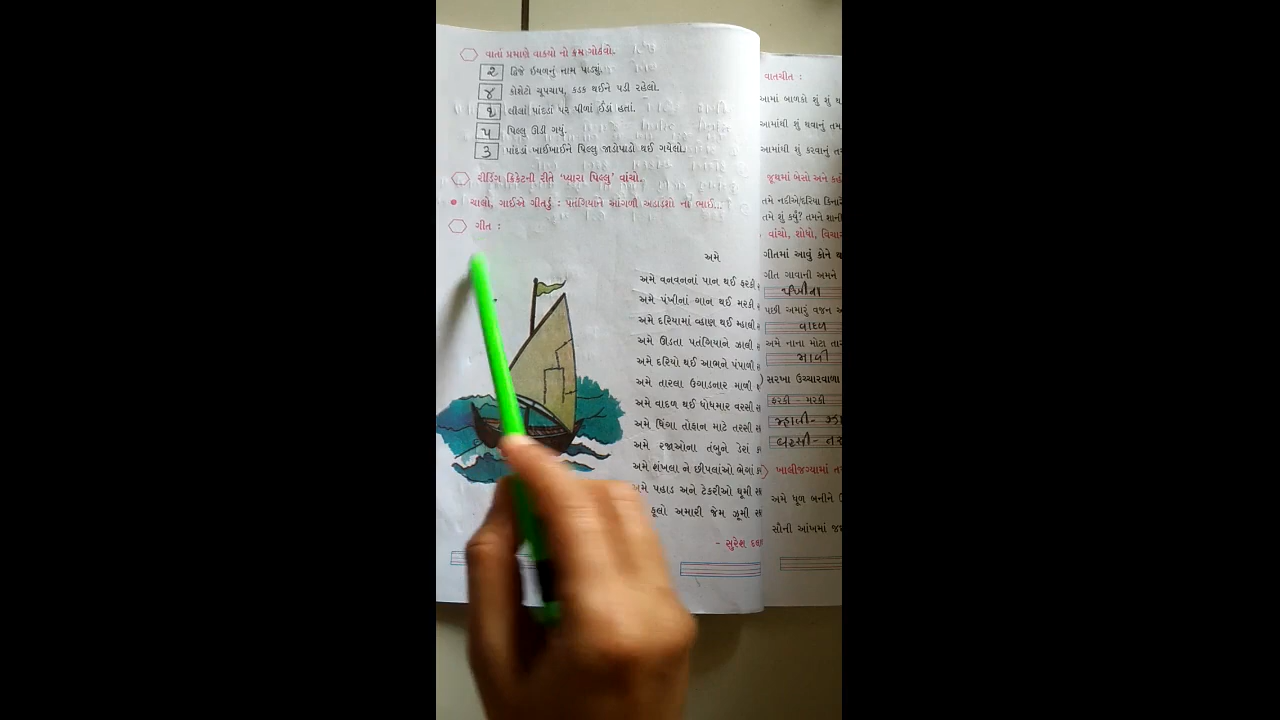 વાર્તા પ્રમાણે વાક્યો નો ક્રમ ગોઠવો.
૨ દ્વિજે ઈયળનું નામ પાડ્યું.
૪ કોશેટો ચૂપચાપ, કડક થઈને પડી રહેલો.
૧ લીલાં પાંદડાં પર પીળાં ઈંડાં હતાં.
૫ પિલ્લુ ઊડી ગયું.
૩ પાંદડાં ખાઈખાઈને પિલ્લુ જાડોપાડો થઈ ગયેલો.
રીડિંગ ક્રિકેટની રીતે ‘પ્યારા પિલ્લુ’ વાંચો.
• ચાલો, ગાઈએ ગીતડું : પતંગિયાને આંગળી અડાડશો ના ભાઈ...
ગીત :
અમે
અમે વનવનનાં પાન થઈ ફરકી
અમે પંખીનાં ગાન થઈ મરકી
અમે દરિયામાં વ્હાણ થઈ મ્હાલી
અમે ઊડતા પતંગિયાને ઝાલી
અમે દરિયો થઈ આભને પંપાળી
અમે તારલા ઉગાડનાર માળી
અમે વાદળ થઈ ધોધમાર વરસી
અમે ધિંગા તોફાન માટે તરસી
અમે રજાઓના તંબુને ડેરાં
અમે શંખલા ને છીપલાંઓ ભેગાં
અમે પહાડ અને ટેકરીઓ ઘૂમી
ફૂલો અમારી જેમ ઝૂમી
- સુરેશ
વાતચીત :
આમાં બાળકો શું શું
આમાંથી શું થવાનું
આમાંથી શું કરવાનું
જૂથમાં બેસો અને
તમે નદીએ/દરિયા
તમે શું કર્યું? તમને
વાંચો, શોધો,
ગીતમાં આવું કોને
ગીત ગાવાની અમને
પંખીના
પાછી અમારું વજન
વાદળ
અમે નાના મોટા
માળી
સરખા ઉચ્ચારવાળા
ફરકી - મરકી
મ્હાલી-
વરસી -
ખાલીજગ્યામાં
અમે ધૂળ બનીને
સૌની આંખમાં